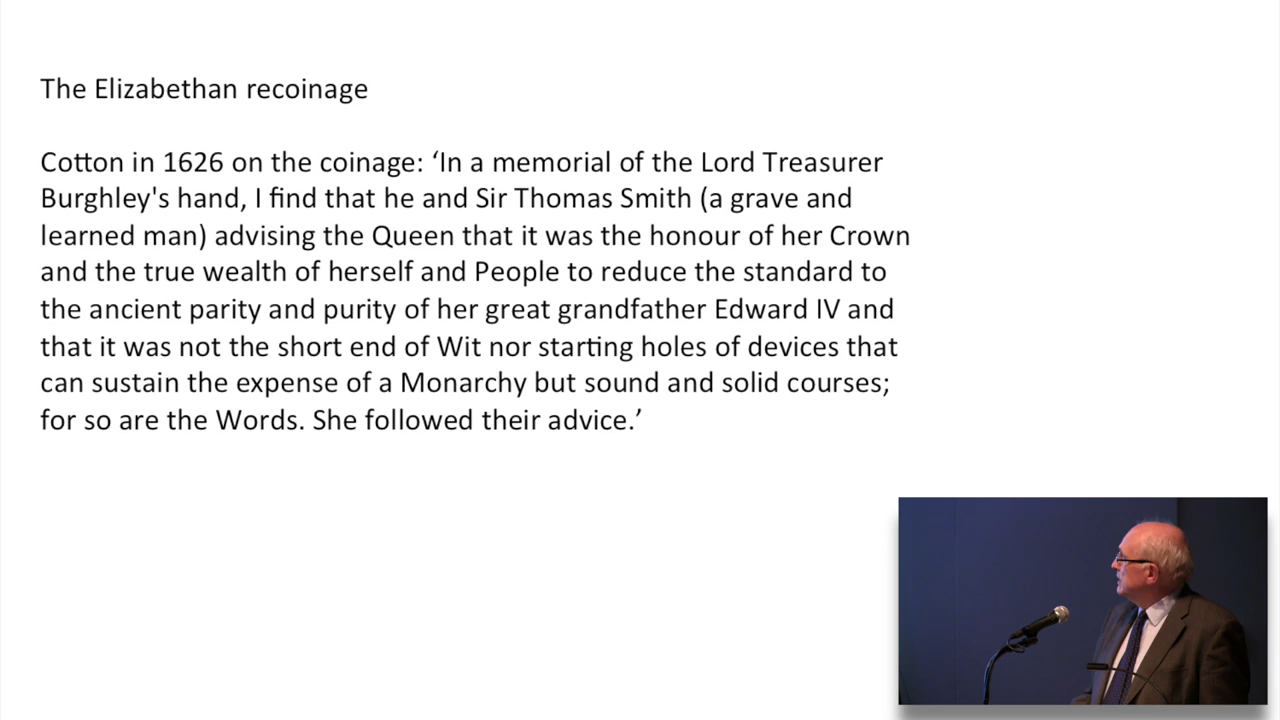 The Elizabethan recoinage
Cotton in 1626 on the coinage: ‘In a memorial of the Lord Treasurer
Burghley's hand, I find that he and Sir Thomas Smith (a grave and
learned man) advising the Queen that it was the honour of her Crown
and the true wealth of herself and People to reduce the standard to
the ancient parity and purity of her great grandfather Edward IV and
that it was not the short end of Wit nor starting holes of devices that
can sustain the expense of a Monarchy but sound and solid courses;
for so are the Words. She followed their advice.’